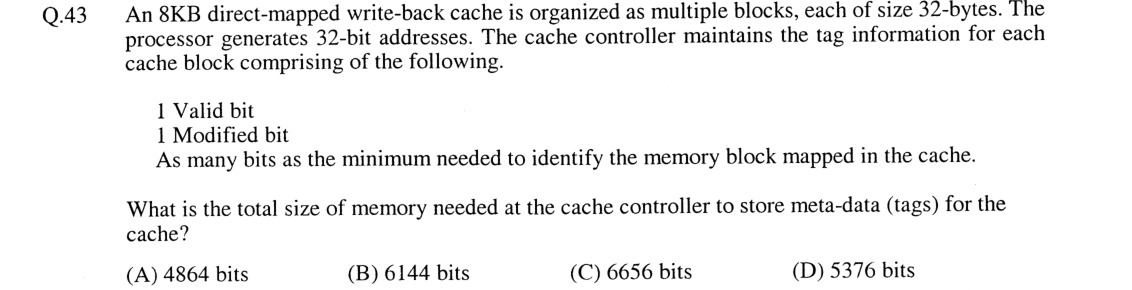 Q.43 An 8KB direct-mapped write-back cache is organized as multiple blocks, each of size 32-bytes. The
processor generates 32-bit addresses. The cache controller maintains the tag information for each
cache block comprising of the following.
1 Valid bit
1 Modified bit
As many bits as the minimum needed to identify the memory block mapped in the cache.
What is the total size of memory needed at the cache controller to store meta-data (tags) for the
cache?
(A) 4864 bits (B) 6144 bits (C) 6656 bits (D) 5376 bits